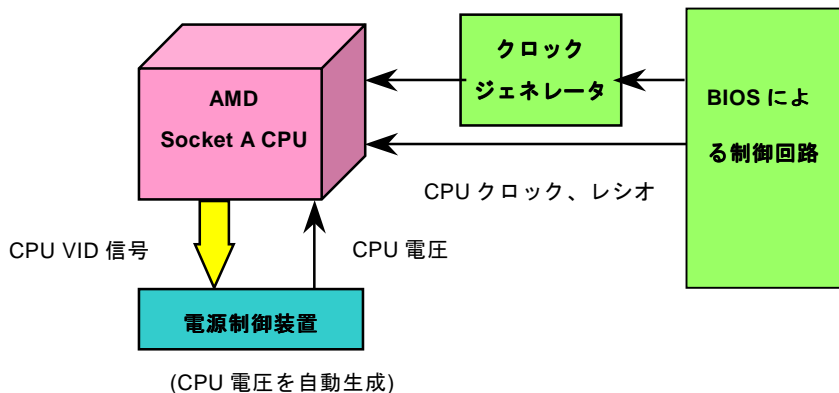 クロック
ジェネレータ
AMD
Socket A CPU
BIOS によ
る制御回路
CPU クロック、レシオ
CPU VID 信号
CPU 電圧
電源制御装置
(CPU 電圧を自動生成)